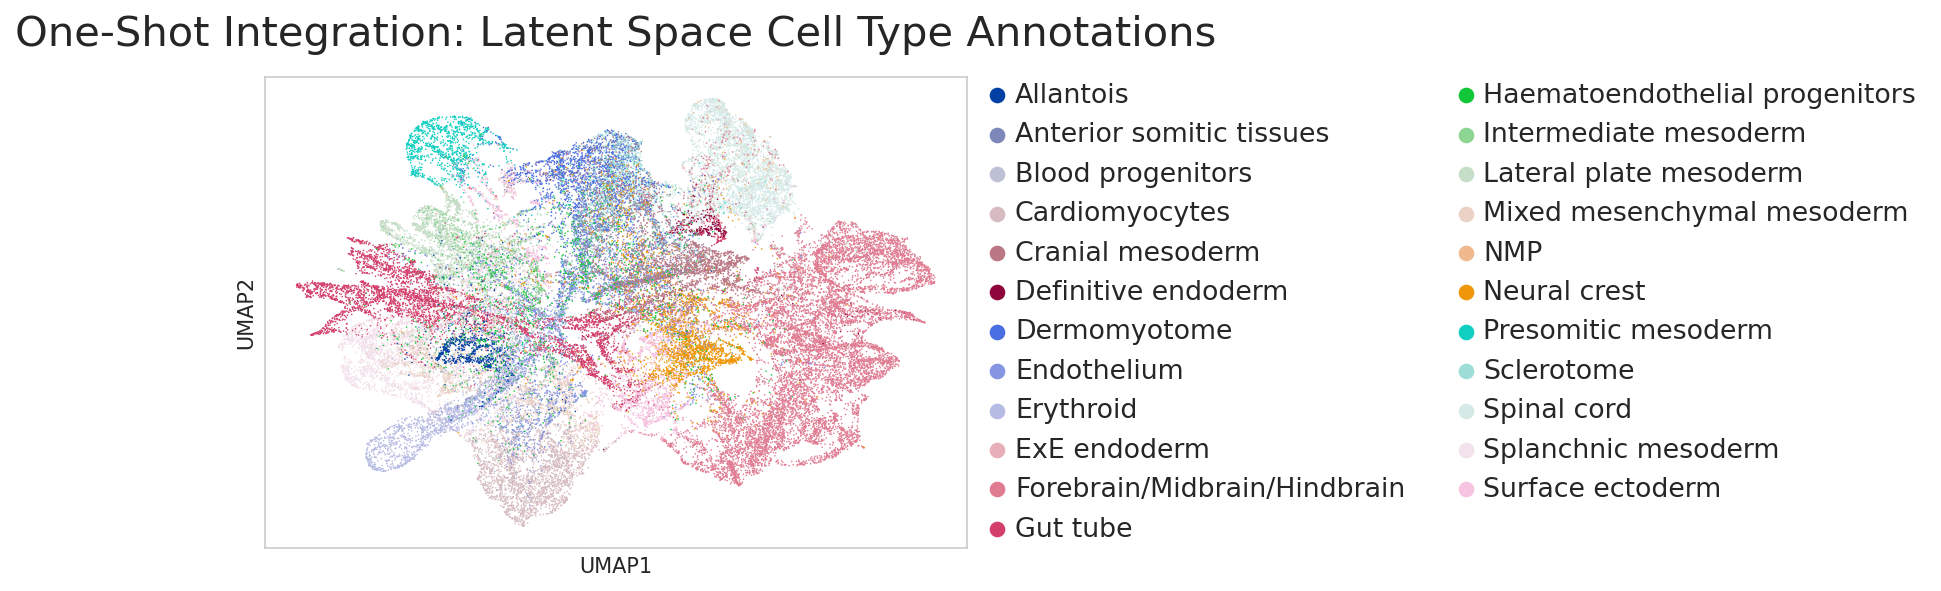 One-Shot Integration: Latent Space Cell Type Annotations
UMAP2
UMAP1
Allantois
Anterior somitic tissues
Blood progenitors
Cardiomyocytes
Cranial mesoderm
Definitive endoderm
Dermomyotome
Endothelium
Erythroid
ExE endoderm
Forebrain/Midbrain/Hindbrain
Gut tube
Haematoendothelial progenitors
Intermediate mesoderm
Lateral plate mesoderm
Mixed mesenchymal mesoderm
NMP
Neural crest
Presomitic mesoderm
Sclerotome
Spinal cord
Splanchnic mesoderm
Surface ectoderm